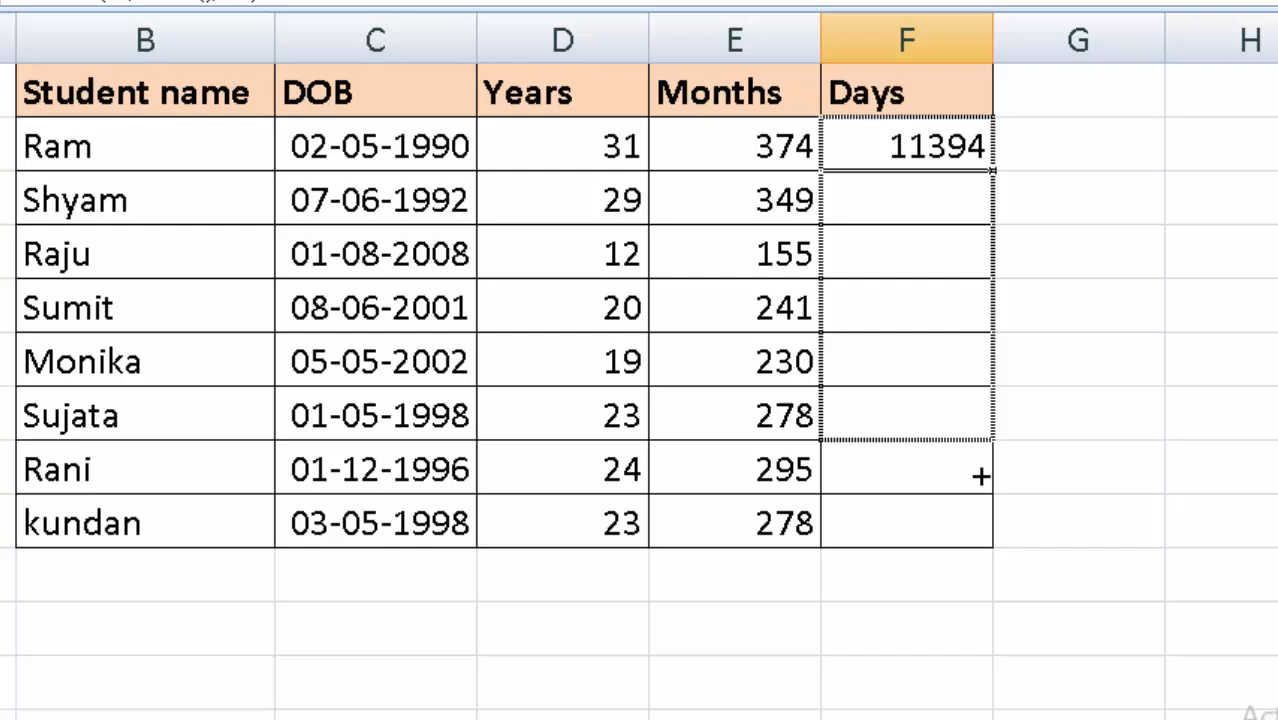 B C D E F G H
Student name DOB Years Months Days
Ram 02-05-1990 31 374 11394
Shyam 07-06-1992 29 349
Raju 01-08-2008 12 155
Sumit 08-06-2001 20 241
Monika 05-05-2002 19 230
Sujata 01-05-1998 23 278
Rani 01-12-1996 24 295
kundan 03-05-1998 23 278